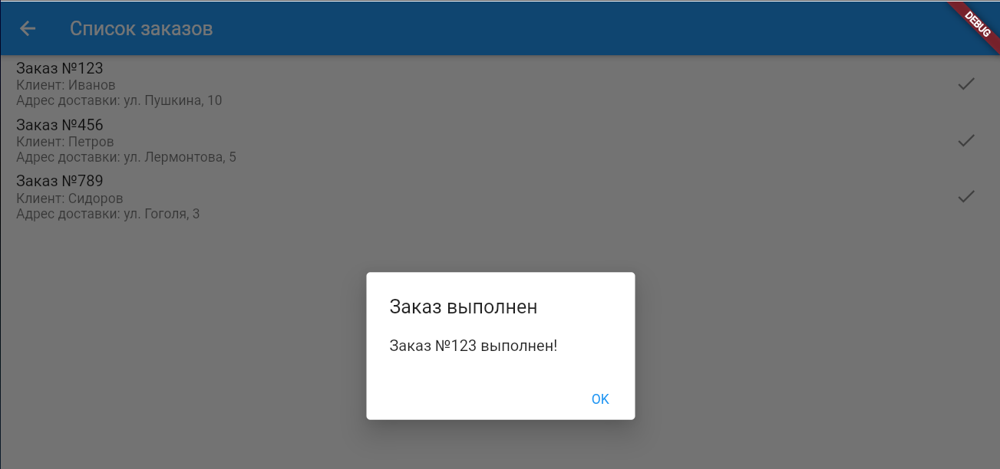 Список заказов
DEBUG
Заказ №123
Клиент: Иванов
Адрес доставки: ул. Пушкина, 10
Заказ №456
Клиент: Петров
Адрес доставки: ул. Лермонтова, 5
Заказ №789
Клиент: Сидоров
Адрес доставки: ул. Гоголя, 3
Заказ выполнен
Заказ №123 выполнен!
OK